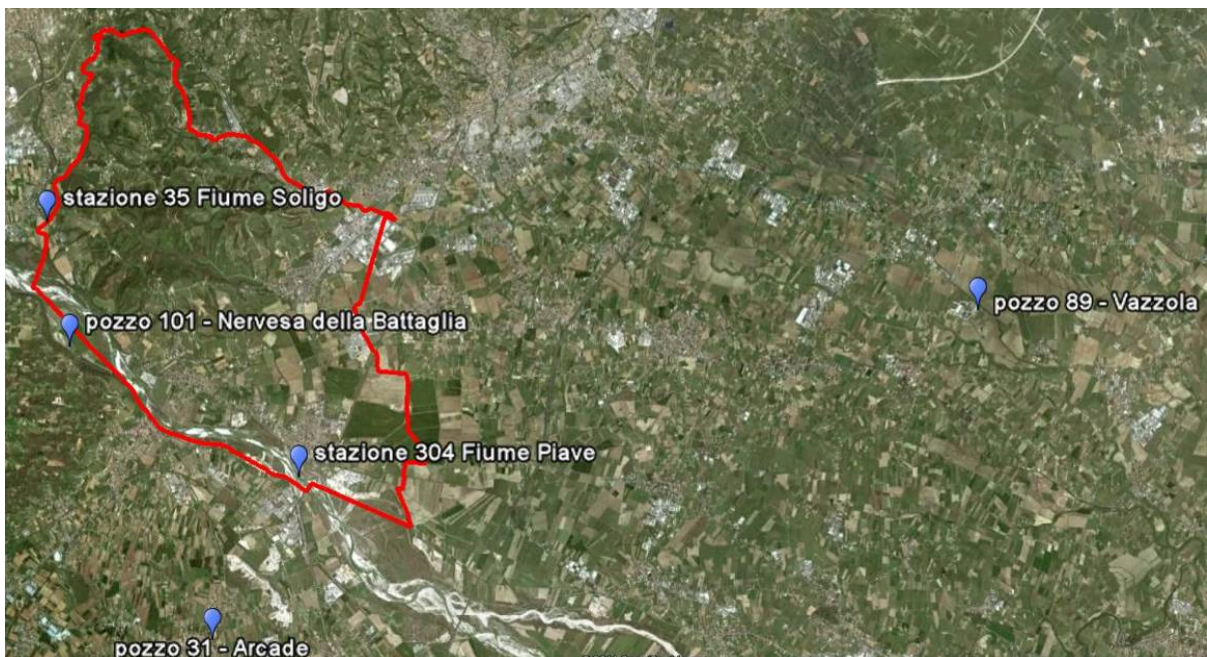 stazione 35 Fiume Soligo
pozzo 89 - Vazzola
pozzo 101 - Nervesa della Battaglia
stazione 304 Fiume Piave
pozzo 31 - Arcade